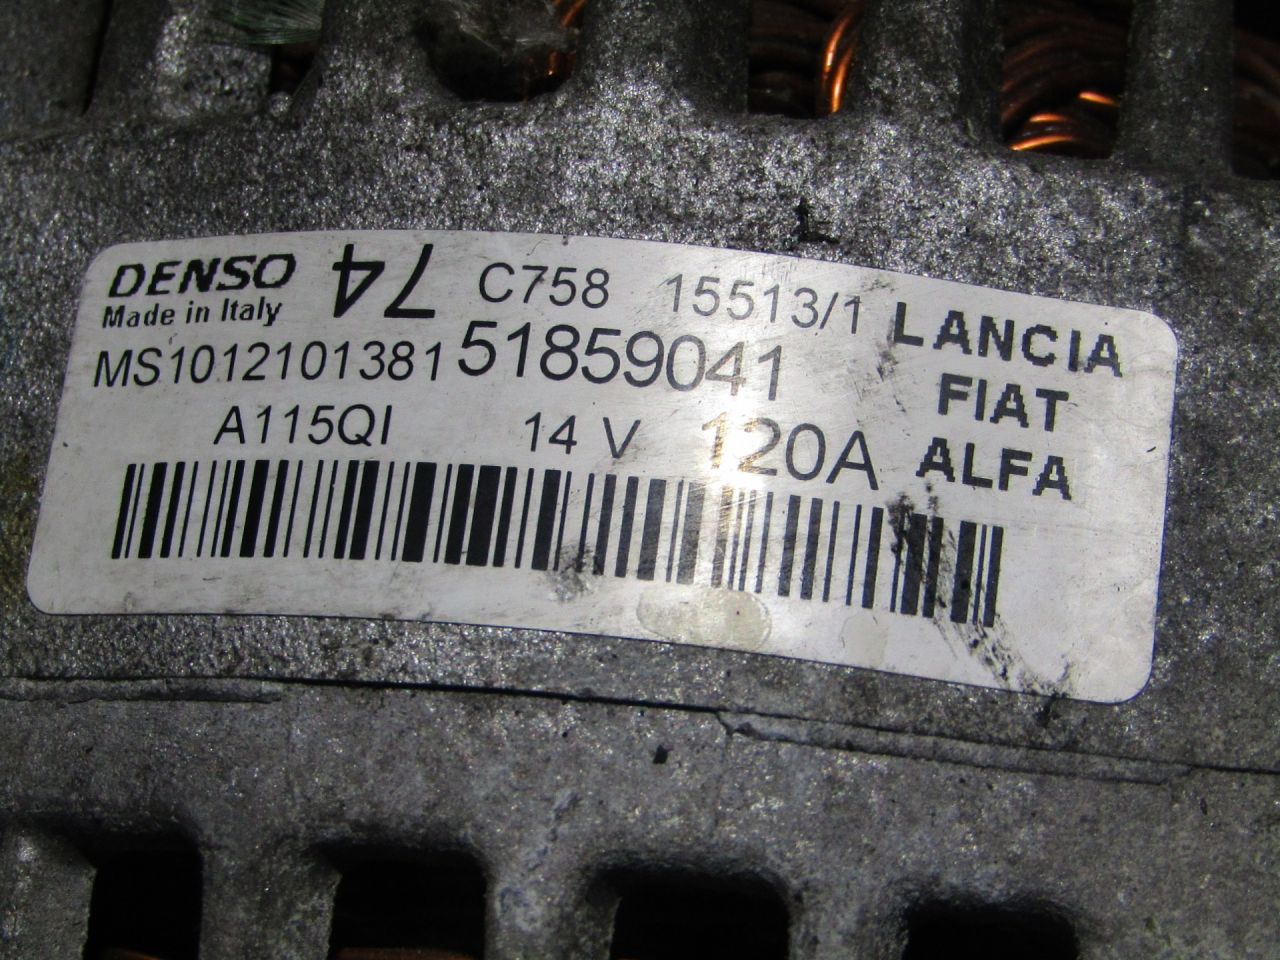 DENSO 74 C758 15513/1 LANCIA
Made in Italy
MS1012101381 51859041 FIAT
A115QI 14 V 120A ALFA